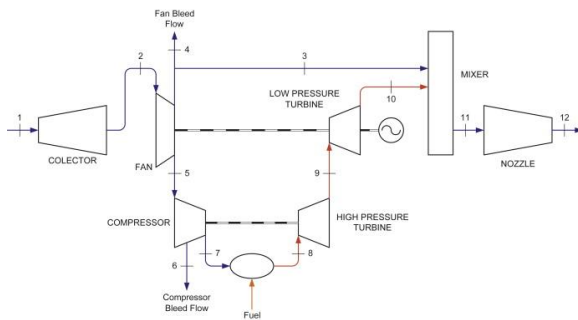 Fan Bleed
Flow
2
4
3
MIXER
LOW PRESSURE
TURBINE
10
1
COLECTOR
FAN
11
12
NOZZLE
5
9
COMPRESSOR
HIGH PRESSURE
TURBINE
6
7
8
Compressor
Bleed Flow
Fuel